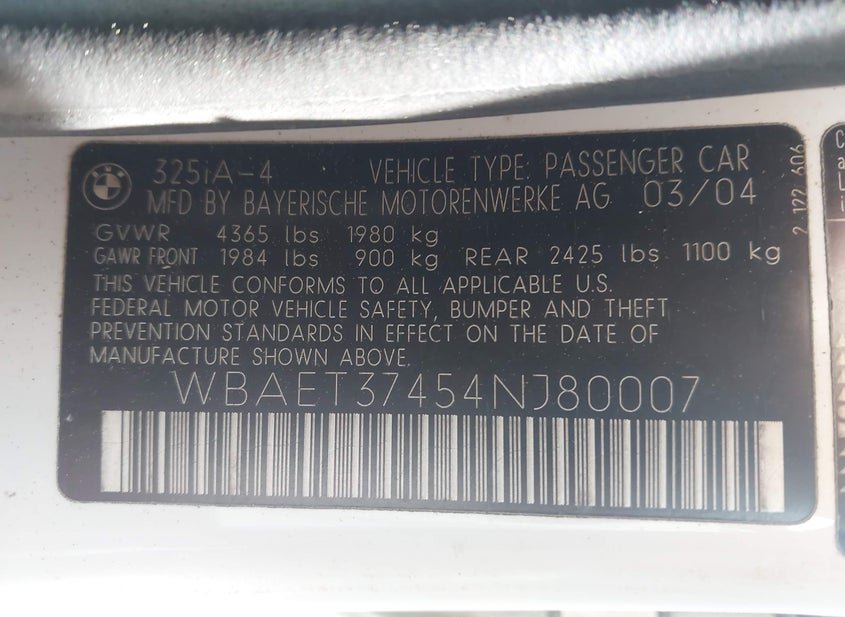 BMW
325iA-4 VEHICLE TYPE: PASSENGER CAR
MFD BY BAYERISCHE MOTORENWERKE AG 03/04
GVWR 4365 lbs 1980 kg
GAWR FRONT 1984 lbs 900 kg REAR 2425 lbs 1100 kg
THIS VEHICLE CONFORMS TO ALL APPLICABLE U.S.
FEDERAL MOTOR VEHICLE SAFETY, BUMPER AND THEFT
PREVENTION STANDARDS IN EFFECT ON THE DATE OF
MANUFACTURE SHOWN ABOVE.
WBAET37454NJ80007
2 122 606